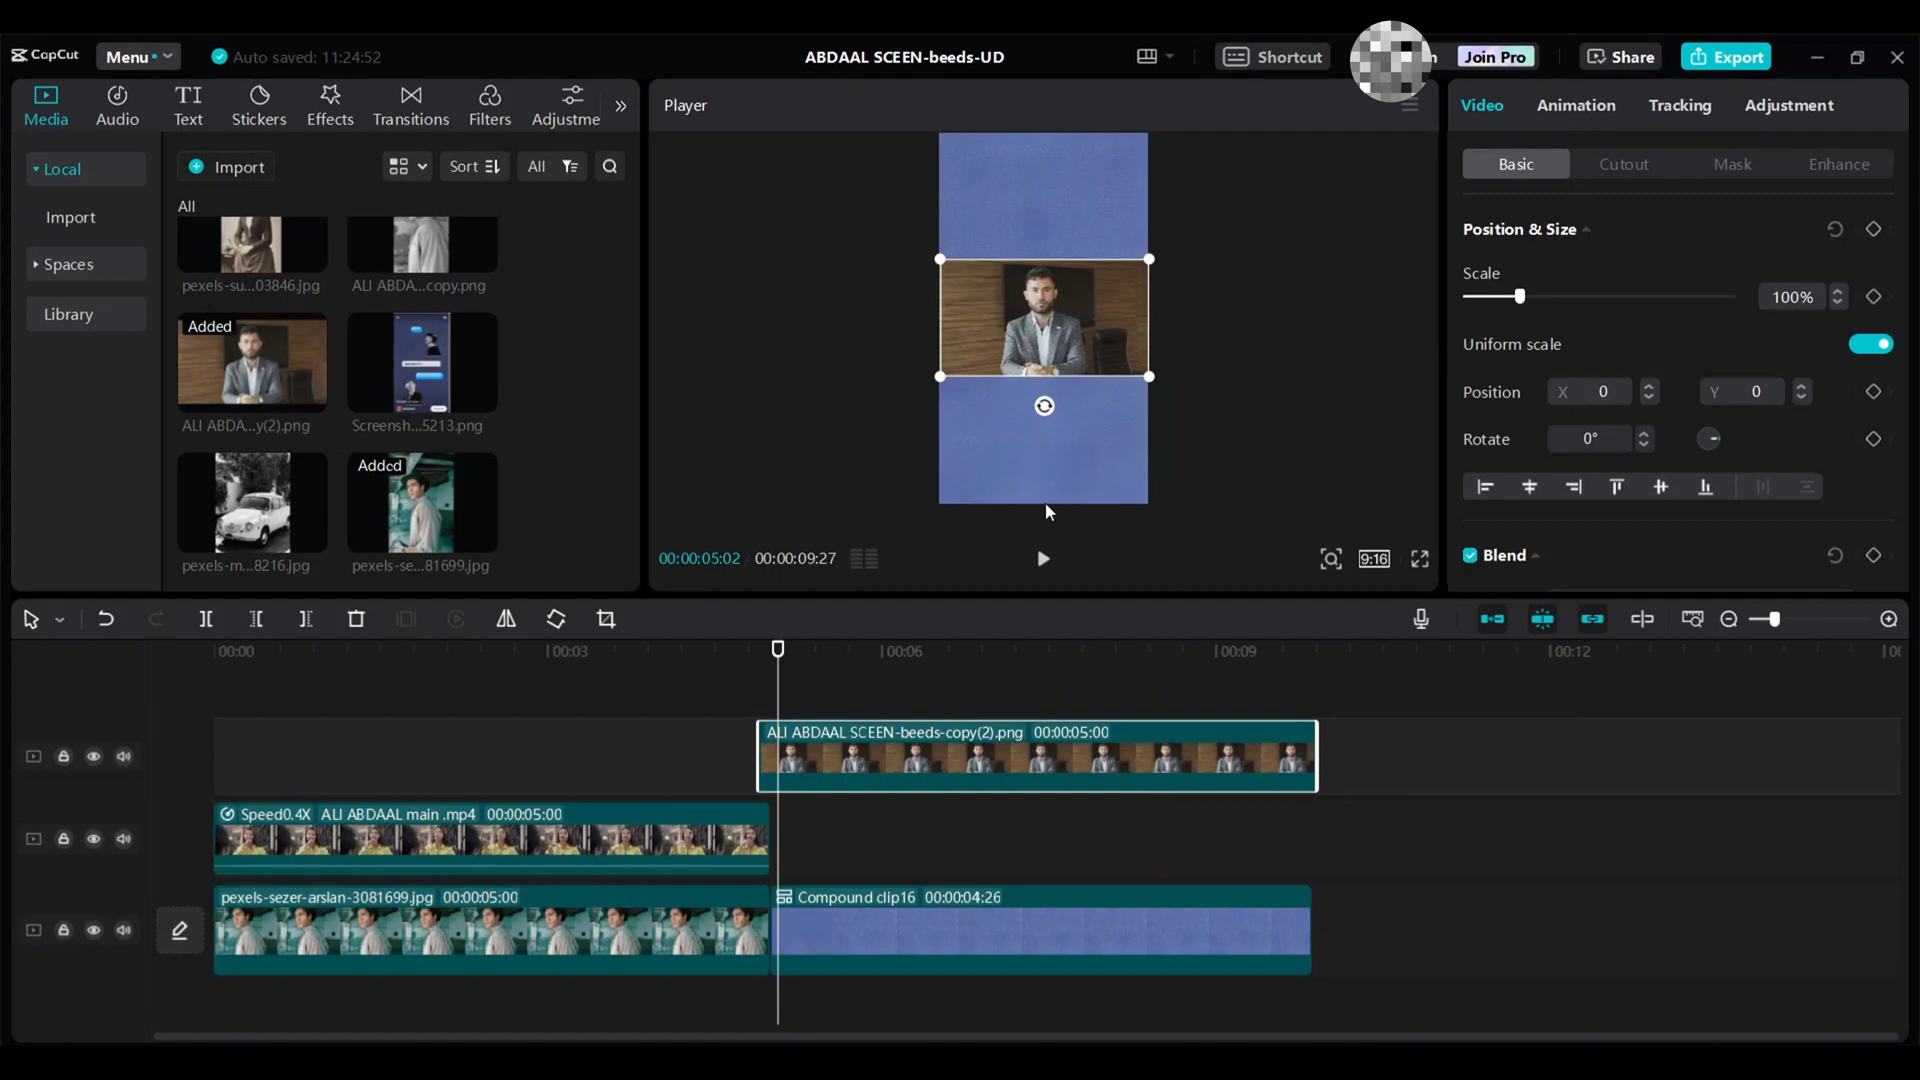 CapCut
Menu
Auto saved: 11:24:52
ABDAAL SCEEN-beeds-UD
Shortcut
Join Pro
Share
Export
Media
Audio
Text
Stickers
Effects
Transitions
Filters
Adjustme
Player
Video
Animation
Tracking
Adjustment
Local
Import
Spaces
Library
Import
Sort
All
All
pexels-su...03846.jpg
ALI ABDA...copy.png
Added
ALI ABDA...y(2).png
Screensh...5213.png
Added
pexels-m...8216.jpg
pexels-se...81699.jpg
00:00:05:02 / 00:00:09:27
9:16
Basic
Cutout
Mask
Enhance
Position & Size
Scale
100%
Uniform scale
Position
X 0
Y 0
Rotate
0°
Blend
00:00
00:03
00:06
00:09
00:12
ALI ABDAAL SCEEN-beeds-copy(2).png 00:00:05:00
Speed0.4X ALI ABDAAL main .mp4 00:00:05:00
pexels-sezer-arslan-3081699.jpg 00:00:05:00
Compound clip16 00:00:04:26